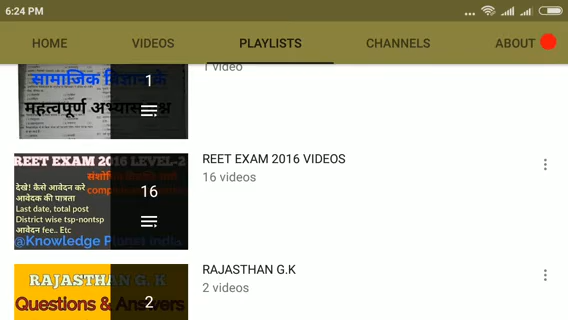 6:24 PM
HOME
VIDEOS
PLAYLISTS
CHANNELS
ABOUT
सामाजिक विज्ञान के
महत्वपूर्ण अभ्यास प्रश्न
1
1 video
REET EXAM 2016 LEVEL-2
देखे! कैसे आवेदन करे
आवेदक की पात्रता
Last date, total post
District wise tsp-nontsp
आवेदन fee.. Etc
16
REET EXAM 2016 VIDEOS
16 videos
RAJASTHAN G. K
Questions & Answers
2
RAJASTHAN G.K
2 videos